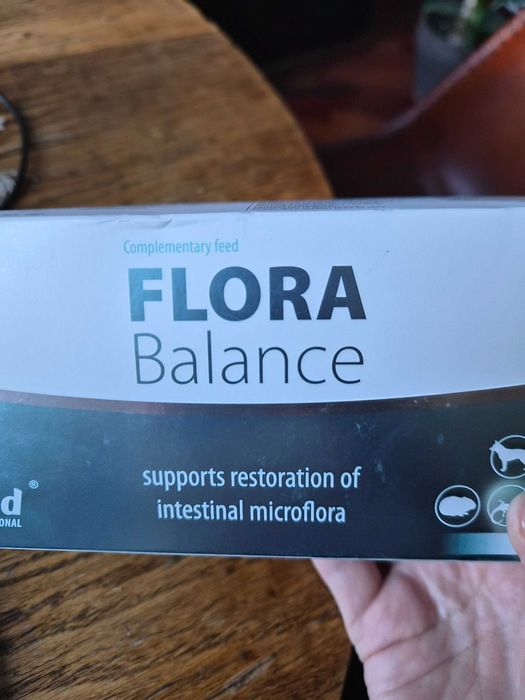 Complementary feed
FLORA
Balance
supports restoration of
intestinal microflora
®